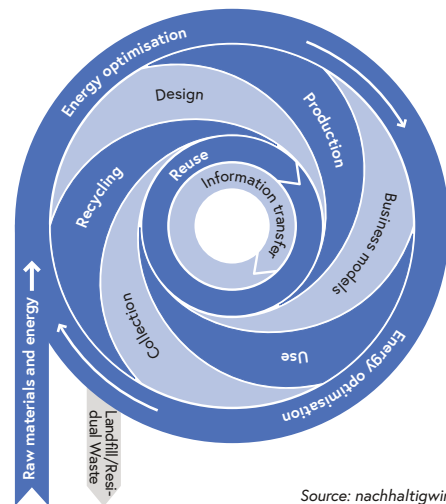 Energy optimisation
Design
Production
Recycling
Reuse
Information transfer
Business models
Collection
Use
Energy optimisation
Raw materials and energy
Landfill/Resi-
dual Waste
Source: nachhaltigwi